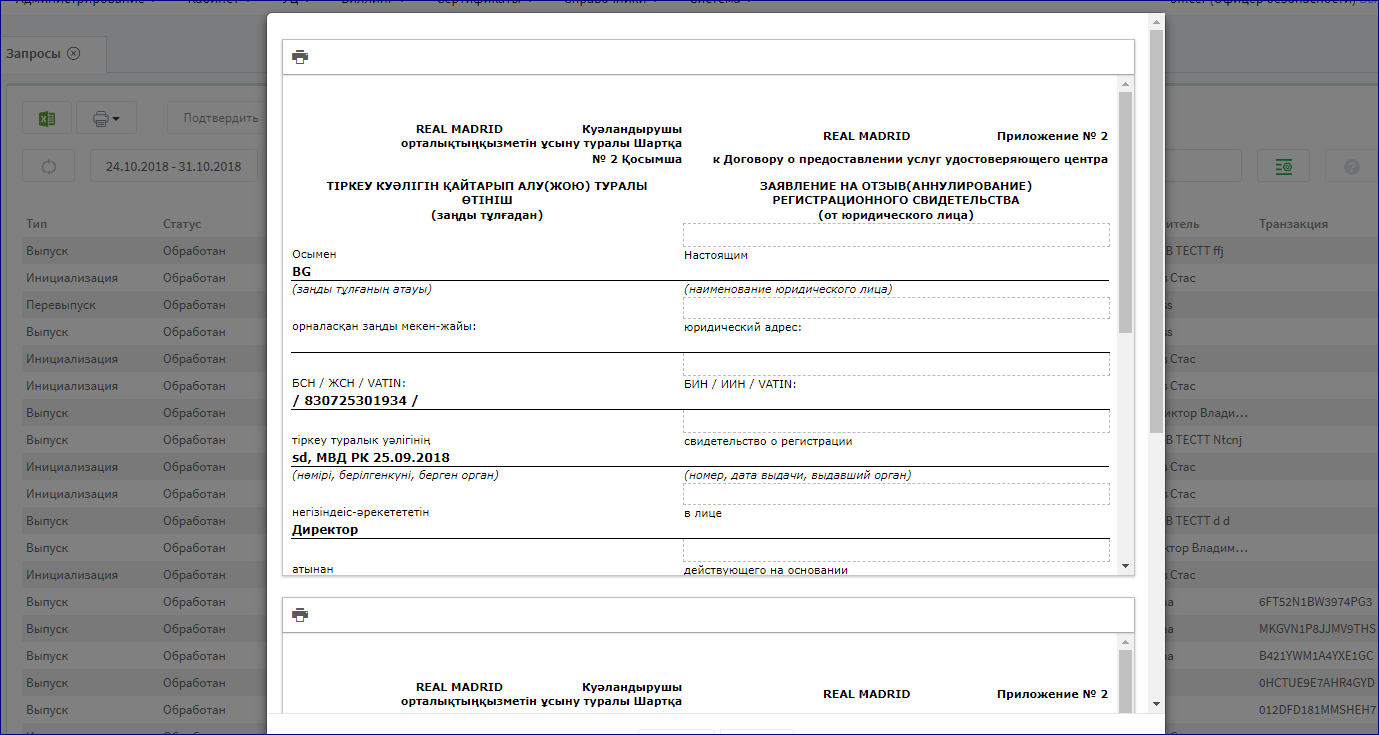 Запросы
Подтвердить
24.10.2018 - 31.10.2018
Тип Статус
Выпуск Обработан
Инициализация Обработан
Перевыпуск Обработан
Выпуск Обработан
Инициализация Обработан
Инициализация Обработан
Выпуск Обработан
Выпуск Обработан
Инициализация Обработан
Инициализация Обработан
Выпуск Обработан
Выпуск Обработан
Инициализация Обработан
Выпуск Обработан
Выпуск Обработан
Выпуск Обработан
Выпуск Обработан
Выпуск Обработан
REAL MADRID Куәландырушы
орталықтыңқызметін ұсыну туралы Шартқа
№ 2 Қосымша
REAL MADRID Приложение № 2
к Договору о предоставлении услуг удостоверяющего центра
ТІРКЕУ КУӘЛІГІН ҚАЙТАРЫП АЛУ(ЖОЮ) ТУРАЛЫ
ӨТІНІШ
(заңды тұлғадан)
ЗАЯВЛЕНИЕ НА ОТЗЫВ(АННУЛИРОВАНИЕ)
РЕГИСТРАЦИОННОГО СВИДЕТЕЛЬСТВА
(от юридического лица)
Осымен Настоящим
BG
(заңды тұлғаның атауы) (наименование юридического лица)
орналасқан заңды мекен-жайы: юридический адрес:
БСН / ЖСН / VATIN: БИН / ИИН / VATIN:
/ 830725301934 /
тіркеу туралык уәлігінің свидетельство о регистрации
sd, МВД РК 25.09.2018
(нөмірі, берілгенкүні, берген орган) (номер, дата выдачи, выдавший орган)
негізіндеіс-әрекетететін в лице
Директор
атынан действующего на основании
REAL MADRID Куәландырушы
орталықтыңқызметін ұсыну туралы Шартқа
REAL MADRID Приложение № 2
итель Транзакция
В ТЕСТТ ffj
Стас
ss
ss
Стас
Стас
иктор Влади...
В ТЕСТТ Ntcnj
Стас
Стас
В ТЕСТТ d d
ктор Владим...
Стас
на 6FT52N1BW3974PG3
на MKGVN1P8JJMV9THS
на B421YWM1A4YXE1GC
0HCTUE9E7AHR4GYD
012DFD181MMSHEH7